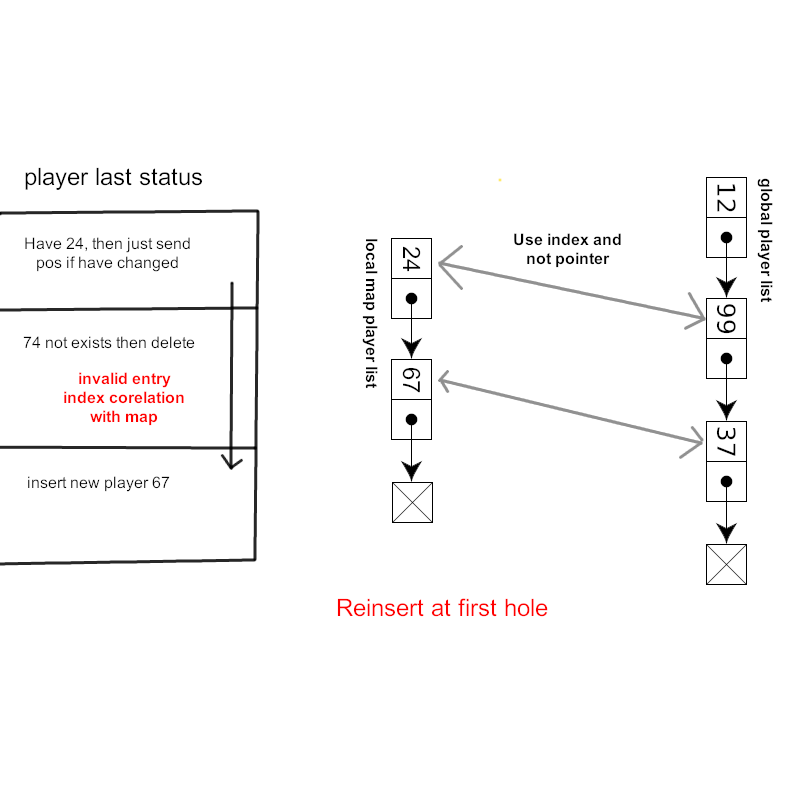 player last status
Have 24, then just send
pos if have changed
74 not exists then delete
invalid entry
index corelation
with map
insert new player 67
local map player list
24
67
Use index and
not pointer
global player list
12
99
37
Reinsert at first hole